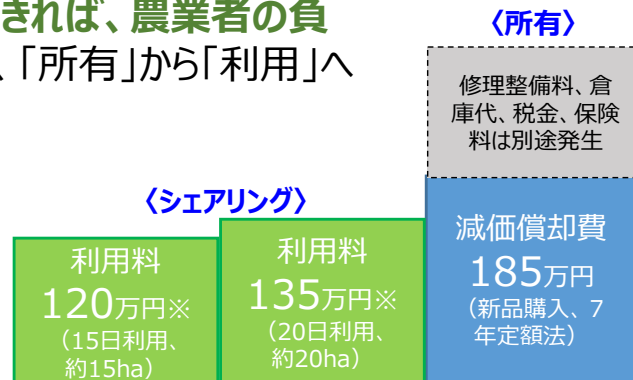 きれば、農業者の負
、「所有」から「利用」へ
〈所有〉
修理整備料、倉
庫代、税金、保険
料は別途発生
〈シェアリング〉
利用料
120万円※
（15日利用、
約15ha）
利用料
135万円※
（20日利用、
約20ha）
減価償却費
185万円
（新品購入、7
年定額法）